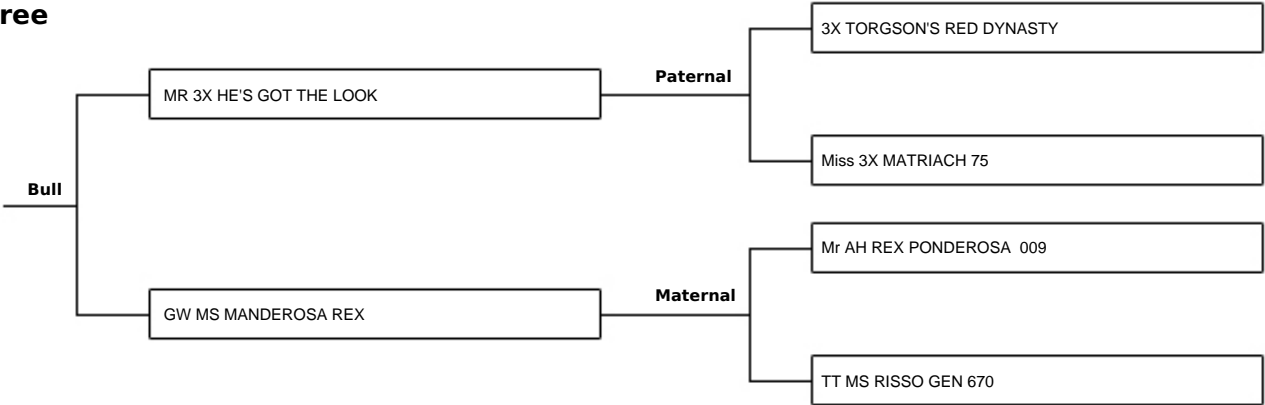 ree
3X TORGSON'S RED DYNASTY
Paternal
MR 3X HE'S GOT THE LOOK
Miss 3X MATRIACH 75
Bull
Mr AH REX PONDEROSA  009
Maternal
GW MS MANDEROSA REX
TT MS RISSO GEN 670